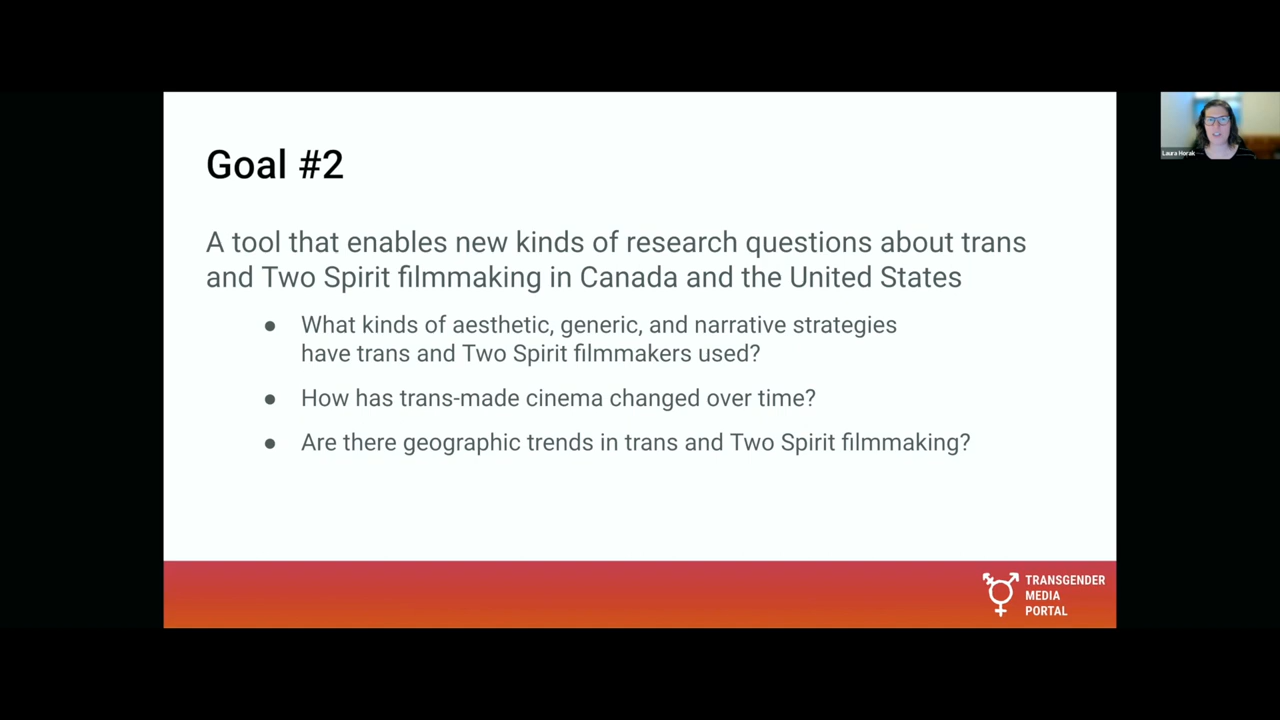 Goal #2
A tool that enables new kinds of research questions about trans
and Two Spirit filmmaking in Canada and the United States
● What kinds of aesthetic, generic, and narrative strategies
have trans and Two Spirit filmmakers used?
● How has trans-made cinema changed over time?
● Are there geographic trends in trans and Two Spirit filmmaking?
TRANSGENDER
MEDIA
PORTAL
Laura Horak